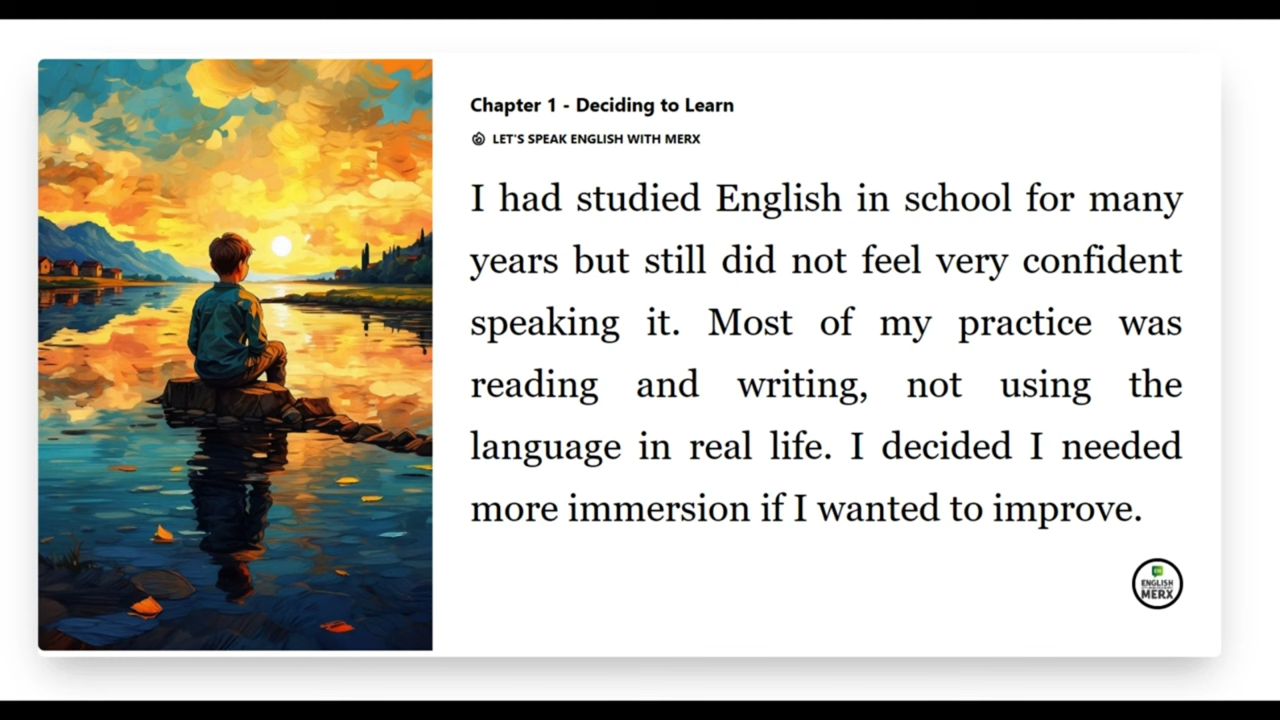 Chapter 1 - Deciding to Learn
LET'S SPEAK ENGLISH WITH MERX
I had studied English in school for many
years but still did not feel very confident
speaking it. Most of my practice was
reading and writing, not using the
language in real life. I decided I needed
more immersion if I wanted to improve.
ENGLISH
MERX